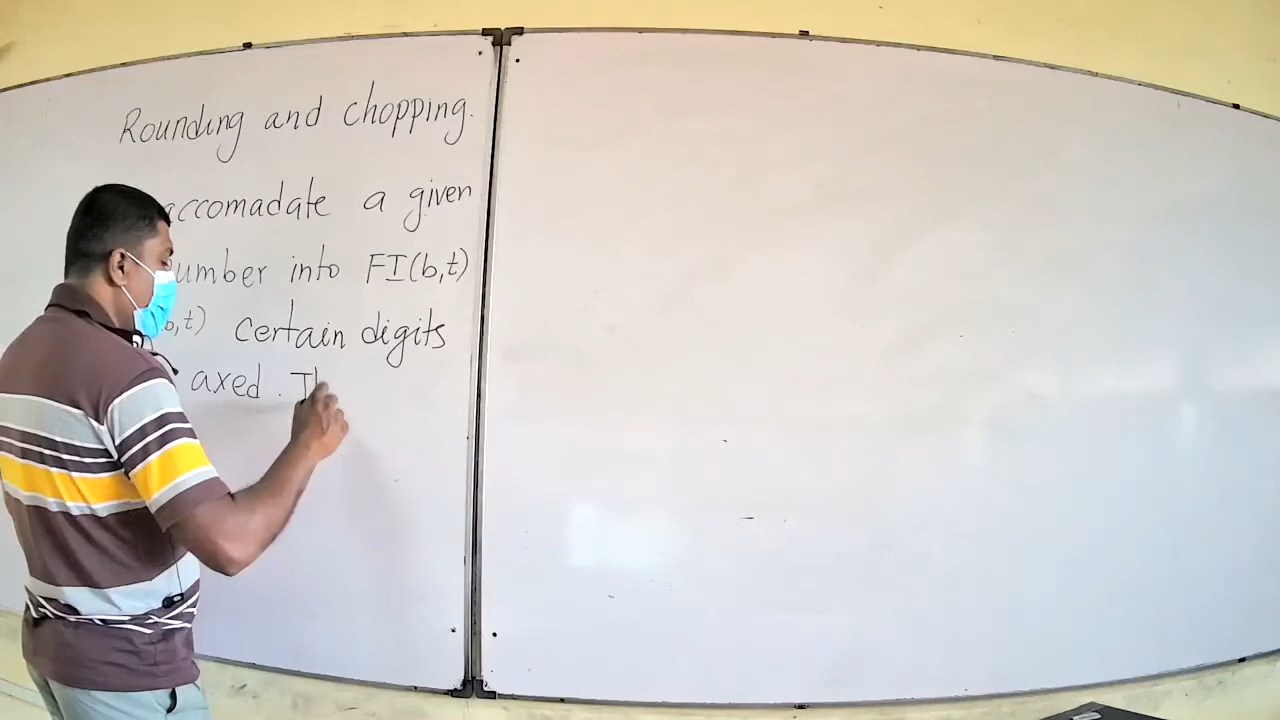 Rounding and chopping.
accomadate a given
umber into FI(b,t)
b,t) certain digits
axed. Th